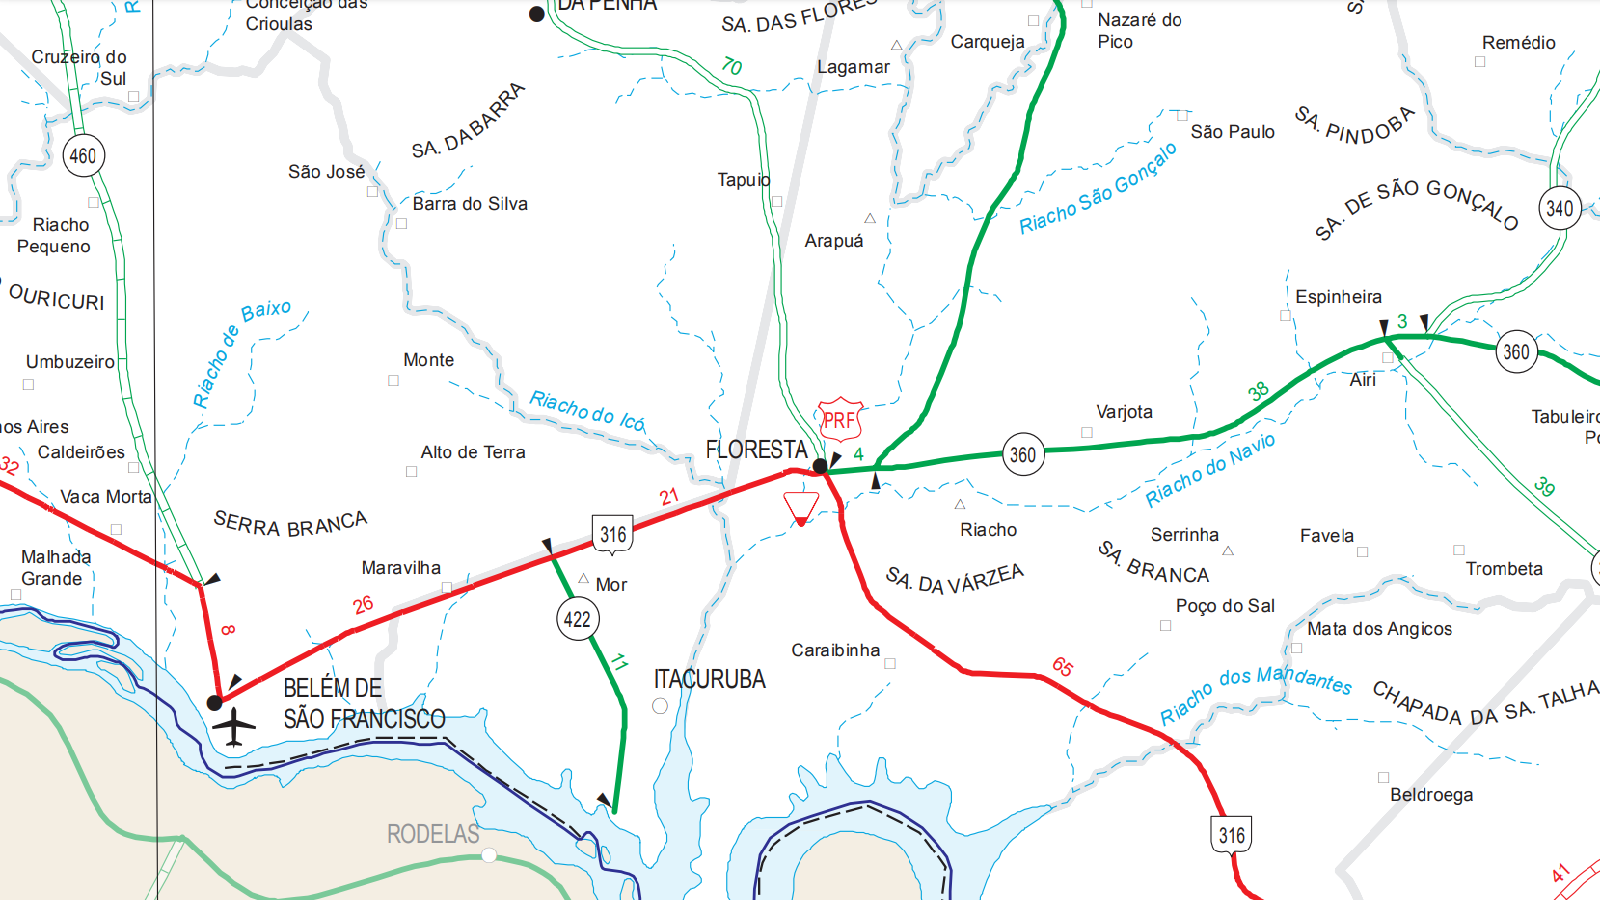 Conceição das
Crioulas
DA PENHA
SA. DAS FLORES
Nazaré do
Pico
Carqueja
Remédio
Cruzeiro do
Sul
70
Lagamar
SA. DA BARRA
SA. PINDOBA
São Paulo
460
São José
Tapuio
Barra do Silva
Riacho São Gonçalo
SA. DE SÃO GONÇALO
340
Riacho
Pequeno
Arapuá
OURICURI
Riacho de Baixo
Espinheira
3
360
Umbuzeiro
Monte
Airi
38
Riacho do Icó
PRF
Varjota
Tabuleiro
os Aires
FLORESTA
4
360
Caldeirões
Alto de Terra
32
Riacho do Navio
39
Vaca Morta
21
SERRA BRANCA
316
Riacho
Serrinha
Favela
Malhada
Grande
Maravilha
Mor
SA. DA VÁRZEA
SA. BRANCA
Trombeta
26
422
Poço do Sal
8
11
Mata dos Angicos
Caraibinha
65
ITACURUBA
BELÉM DE
SÃO FRANCISCO
Riacho dos Mandantes
CHAPADA DA SA. TALHA
Beldroega
RODELAS
316
41